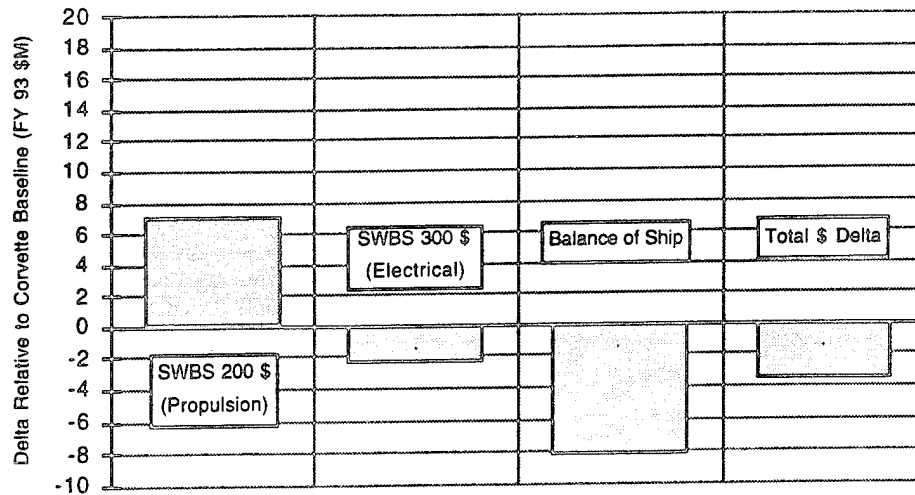 Delta Relative to Corvette Baseline (FY 93 $M)
20
18
16
14
12
10
8
6
4
2
0
-2
-4
-6
-8
-10
SWBS 200 $
(Propulsion)
SWBS 300 $
(Electrical)
Balance of Ship
Total $ Delta